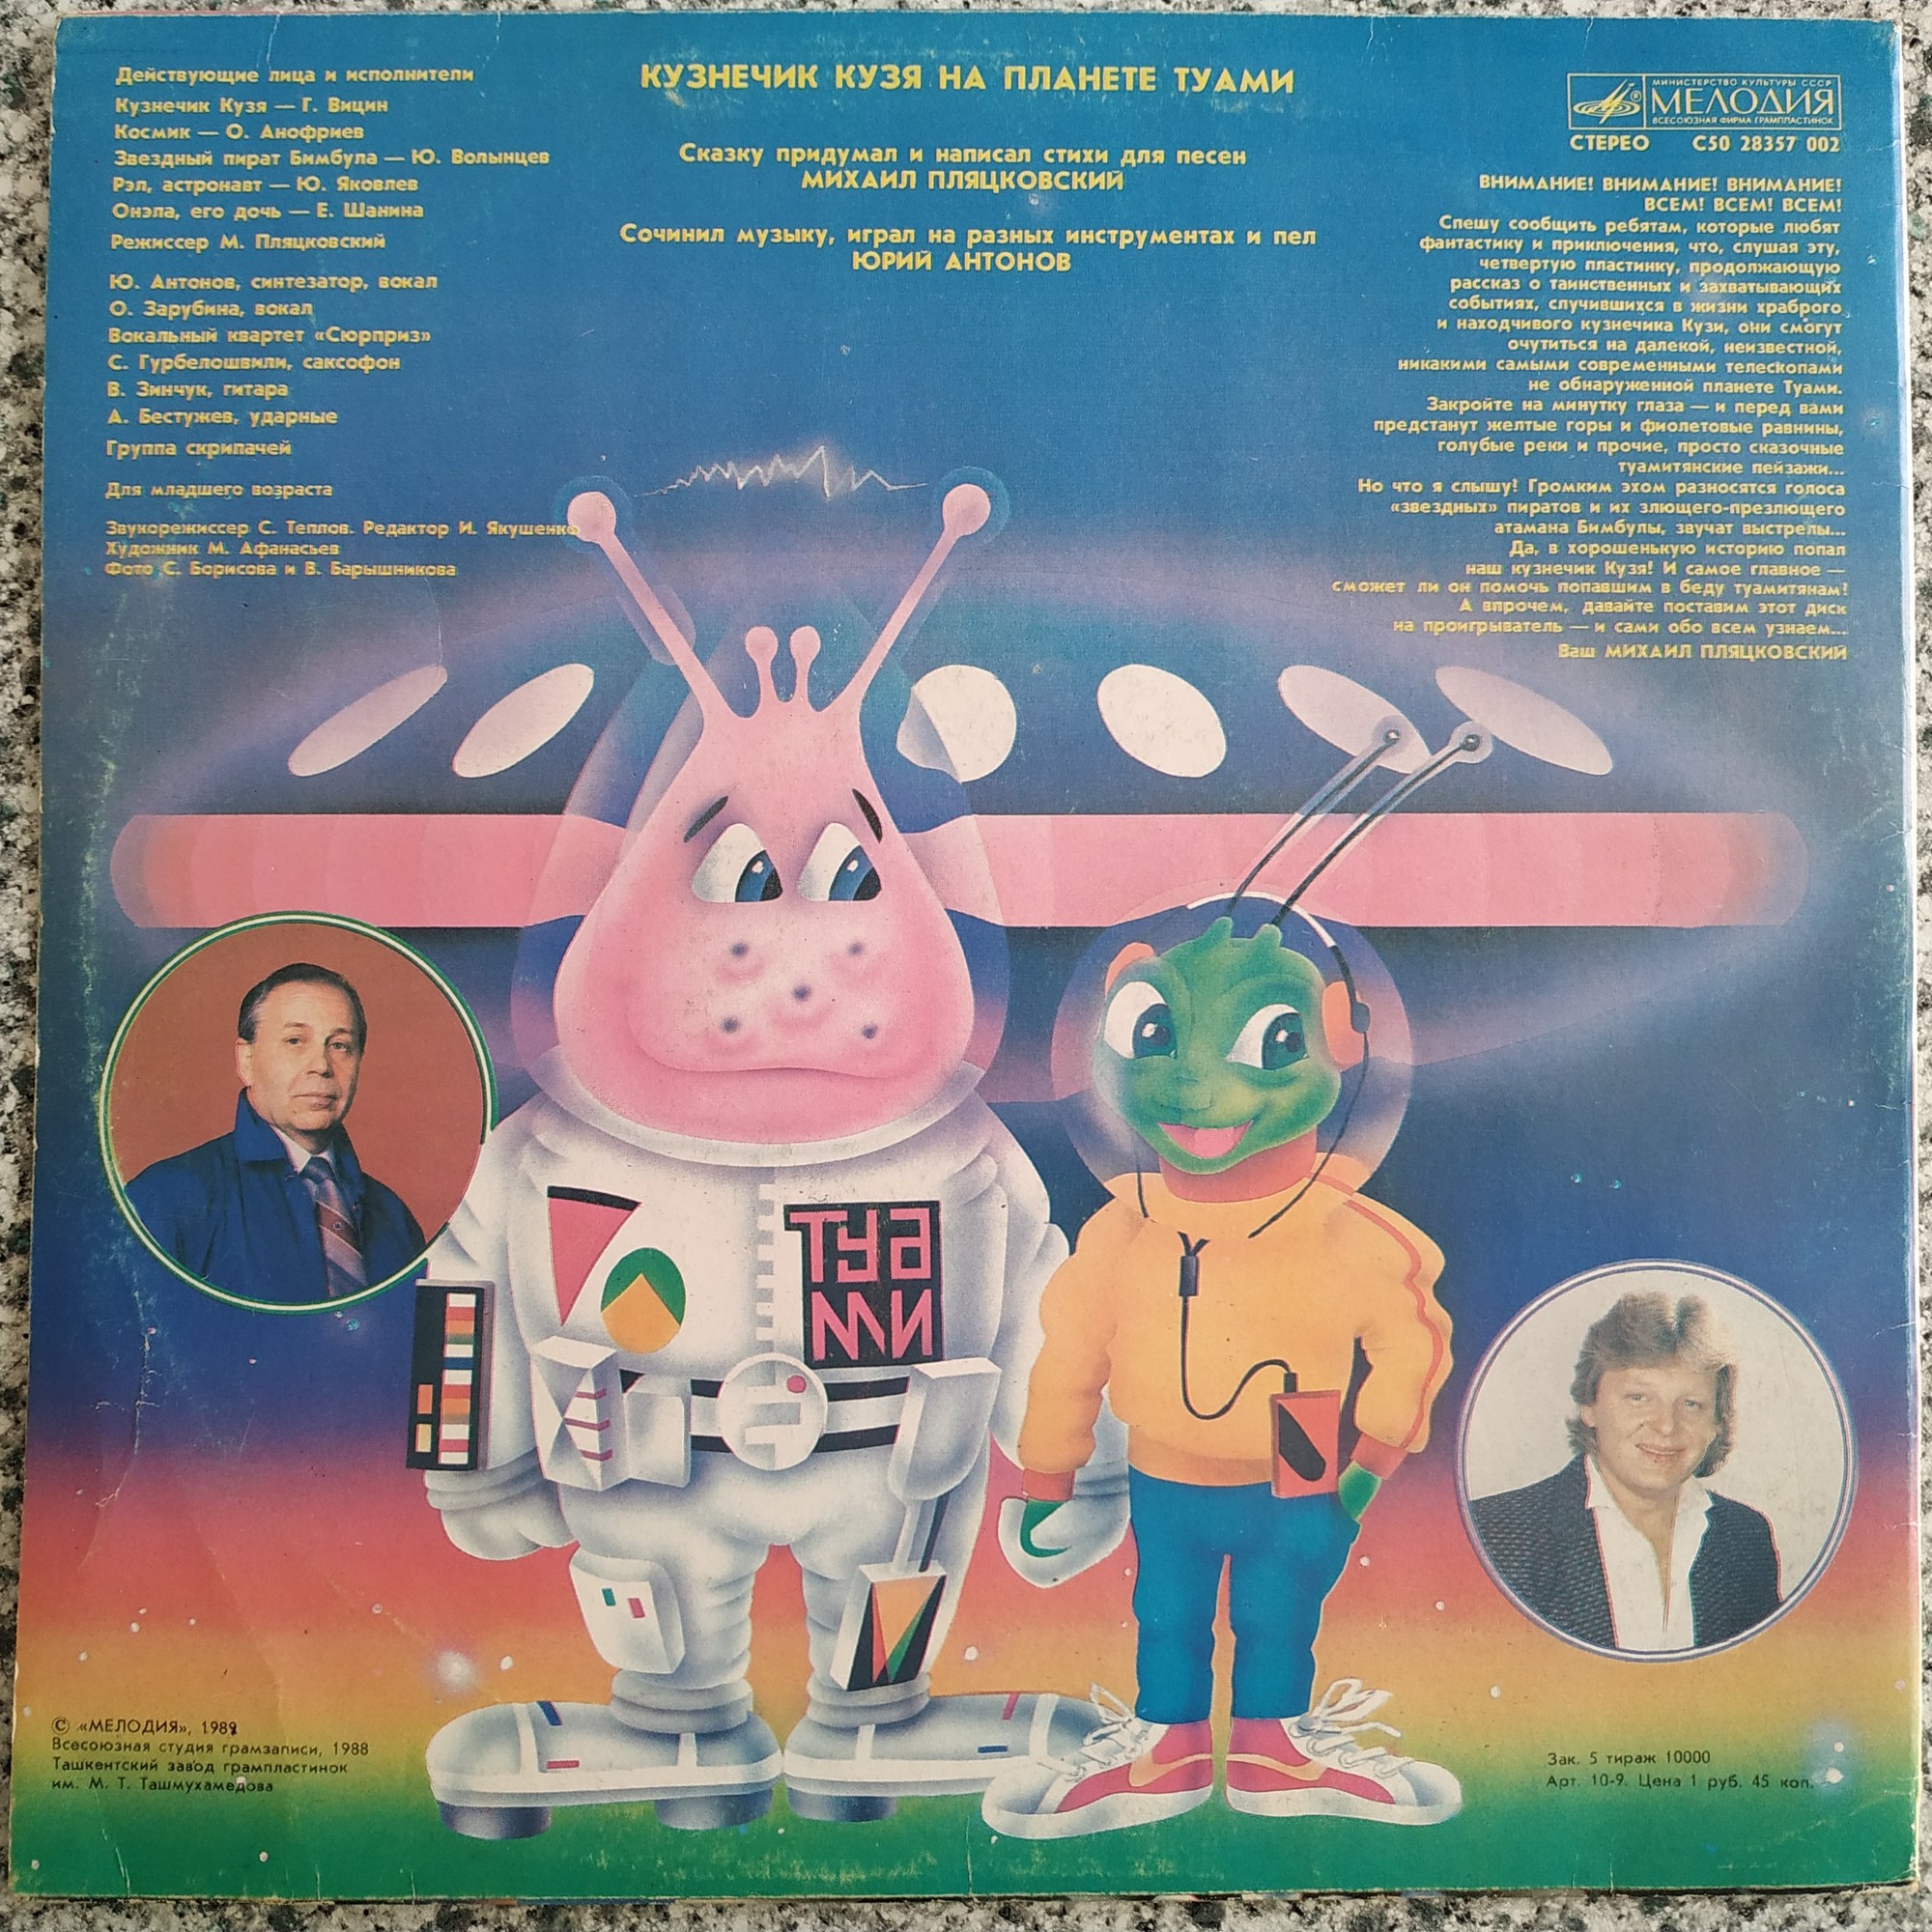 Действующие лица и исполнители
Кузнечик Кузя — Г. Вицин
Космик — О. Анофриев
Звездный пират Бимбула — Ю. Волынцев
Рэл, астронавт — Ю. Яковлев
Онэла, его дочь — Е. Шанина
Режиссер М. Пляцковский
Ю. Антонов, синтезатор, вокал
О. Зарубина, вокал
Вокальный квартет «Сюрприз»
С. Гурбелошвили, саксофон
В. Зинчук, гитара
А. Бестужев, ударные
Группа скрипачей
Для младшего возраста
Звукорежиссер С. Теплов. Редактор И. Якушенко
Художник М. Афанасьев
Фото С. Борисова и В. Барышникова
КУЗНЕЧИК КУЗЯ НА ПЛАНЕТЕ ТУАМИ
Сказку придумал и написал стихи для песен
МИХАИЛ ПЛЯЦКОВСКИЙ
Сочинил музыку, играл на разных инструментах и пел
ЮРИЙ АНТОНОВ
МИНИСТЕРСТВО КУЛЬТУРЫ СССР
МЕЛОДИЯ
ВСЕСОЮЗНАЯ ФИРМА ГРАМПЛАСТИНОК
СТЕРЕО С50 28357 002
ВНИМАНИЕ! ВНИМАНИЕ! ВНИМАНИЕ!
ВСЕМ! ВСЕМ! ВСЕМ!
Спешу сообщить ребятам, которые любят
фантастику и приключения, что, слушая эту,
четвертую пластинку, продолжающую
рассказ о таинственных и захватывающих
событиях, случившихся в жизни храброго
и находчивого кузнечика Кузи, они смогут
очутиться на далекой, неизвестной,
никакими самыми современными телескопами
не обнаруженной планете Туами.
Закройте на минутку глаза — и перед вами
предстанут желтые горы и фиолетовые равнины,
голубые реки и прочие, просто сказочные
туамитянские пейзажи...
Но что я слышу! Громким эхом разносятся голоса
«звездных» пиратов и их злющего-презлющего
атамана Бимбулы, звучат выстрелы...
Да, в хорошенькую историю попал
наш кузнечик Кузя! И самое главное —
сможет ли он помочь попавшим в беду туамитянам!
А впрочем, давайте поставим этот диск
на проигрыватель — и сами обо всем узнаем...
Ваш МИХАИЛ ПЛЯЦКОВСКИЙ
ТУА
МИ
© «МЕЛОДИЯ», 1989
Всесоюзная студия грамзаписи, 1988
Ташкентский завод грампластинок
им. М. Т. Ташмухамедова
Зак. 5 тираж 10000
Арт. 10-9. Цена 1 руб. 45 коп.